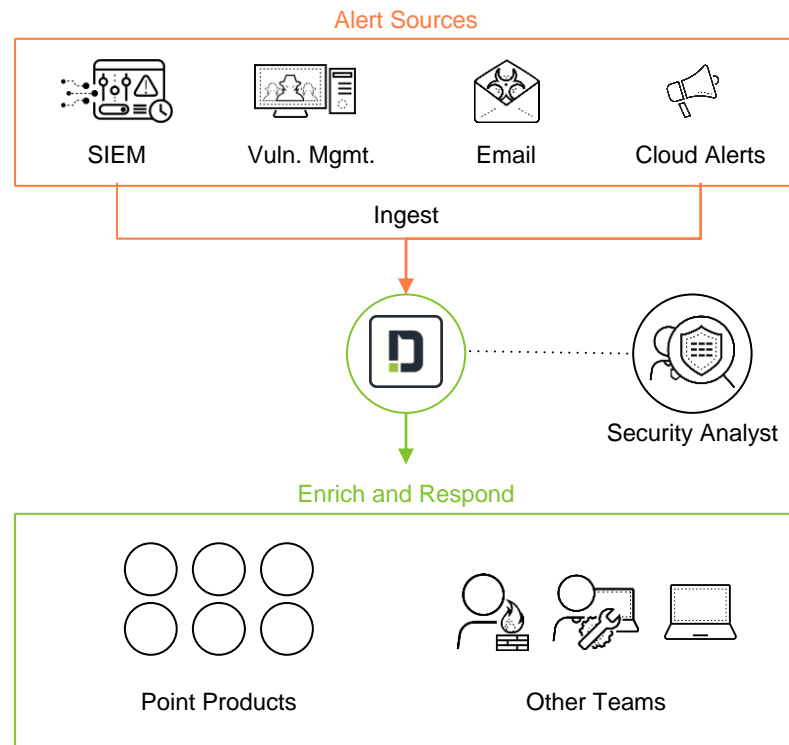 Alert Sources
SIEM
Vuln. Mgmt.
Email
Cloud Alerts
Ingest
D
Security Analyst
Enrich and Respond
Point Products
Other Teams